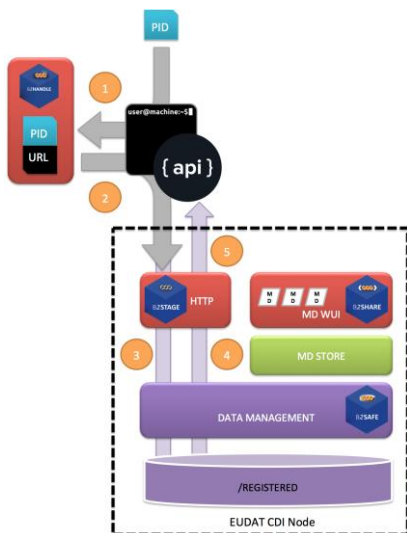 PID
B2HANDLE
1
user@machine:~$
PID
URL
{api}
2
5
B2STAGE
HTTP
MD MD MD
MD WUI
B2SHARE
3
4
MD STORE
DATA MANAGEMENT
B2SAFE
/REGISTERED
EUDAT CDI Node